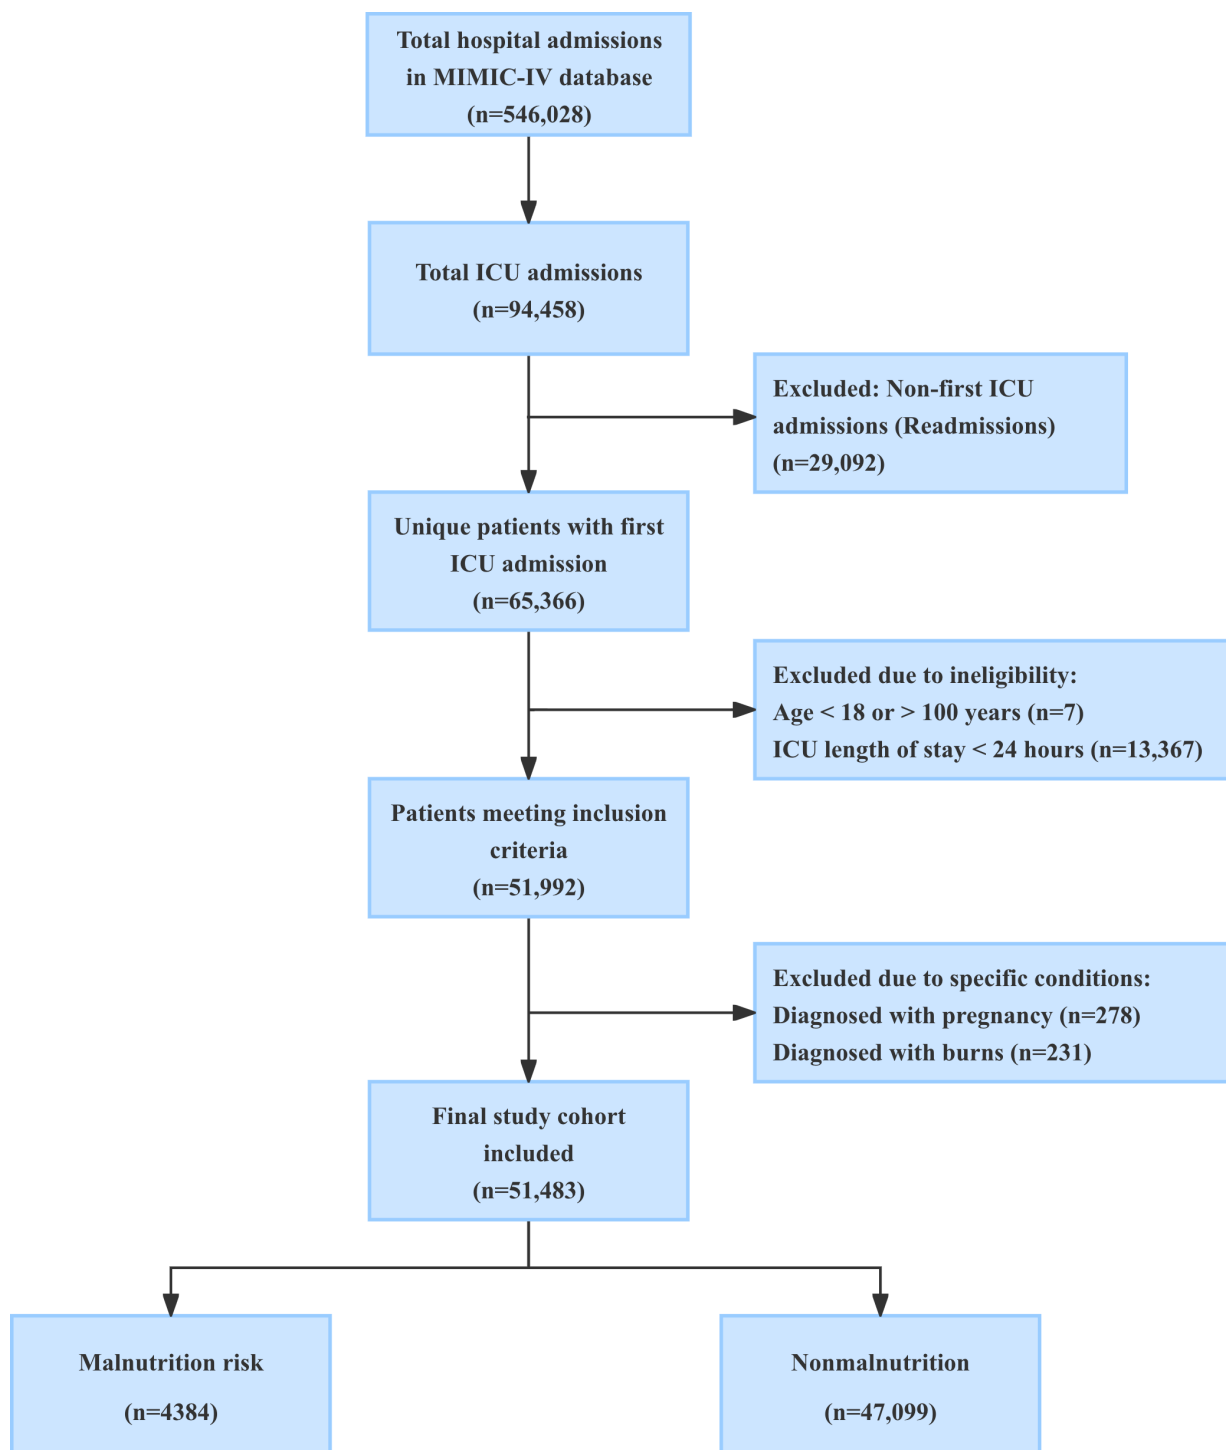 Total hospital admissions
in MIMIC-IV database
(n=546,028)
Total ICU admissions
(n=94,458)
Excluded: Non-first ICU
admissions (Readmissions)
(n=29,092)
Unique patients with first
ICU admission
(n=65,366)
Excluded due to ineligibility:
Age < 18 or > 100 years (n=7)
ICU length of stay < 24 hours (n=13,367)
Patients meeting inclusion
criteria
(n=51,992)
Excluded due to specific conditions:
Diagnosed with pregnancy (n=278)
Diagnosed with burns (n=231)
Final study cohort
included
(n=51,483)
Malnutrition risk
(n=4384)
Nonmalnutrition
(n=47,099)